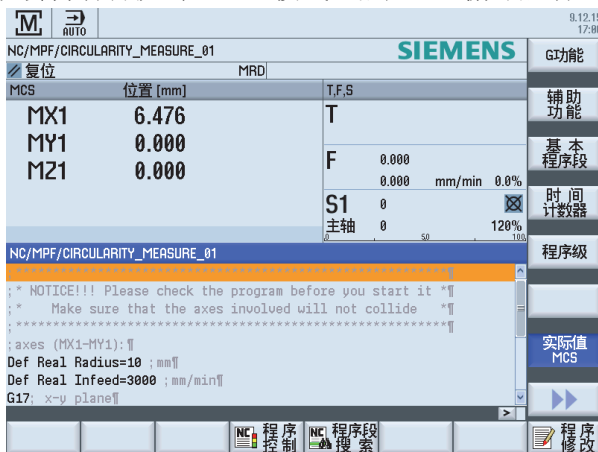 M AUTO
NC/MPF/CIRCULARITY_MEASURE_01
SIEMENS
复位 MRD
MCS 位置 [mm] T,F,S
MX1 6.476
MY1 0.000
MZ1 0.000
T
F 0.000
0.000 mm/min 0.0%
S1 0
主轴 0 120%
0 50 100
NC/MPF/CIRCULARITY_MEASURE_01
;****************************************************¶
;* NOTICE!!! Please check the program before you start it *¶
;* Make sure that the axes involved will not collide *¶
;****************************************************¶
;axes (MX1-MY1):¶
Def Real Radius=10 ;mm¶
Def Real Infeed=3000 ;mm/min¶
G17; x-y plane¶
G功能
辅助功能
基本程序段
时间计数器
程序级
实际值
MCS
NC 程序控制
NC 程序段搜索
程序修改